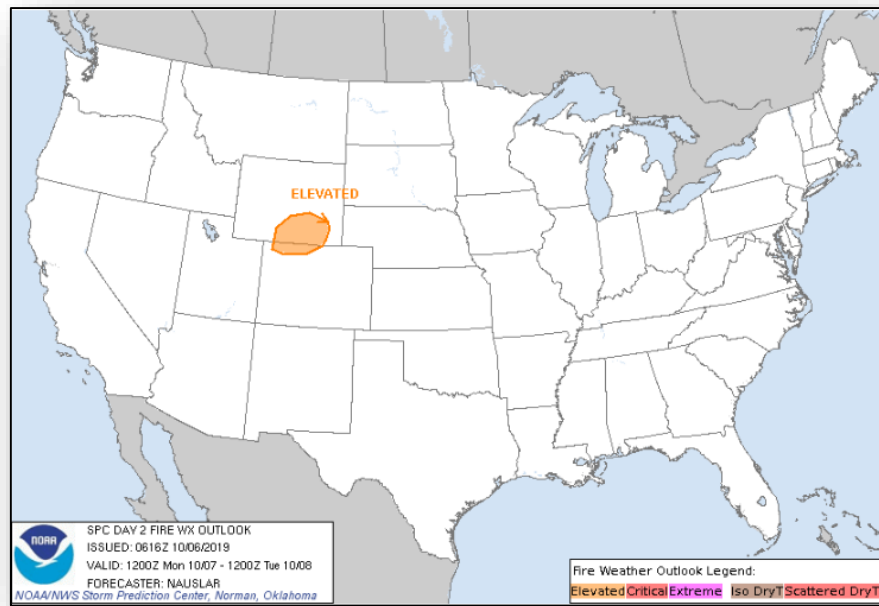 ELEVATED
NOAA
SPC DAY 2 FIRE WX OUTLOOK
ISSUED: 0616Z 10/06/2019
VALID: 1200Z Mon 10/07 - 1200Z Tue 10/08
FORECASTER: NAUSLAR
NOAA/NWS Storm Prediction Center, Norman, Oklahoma
Fire Weather Outlook Legend:
Elevated Critical Extreme Iso DryT Scattered DryT